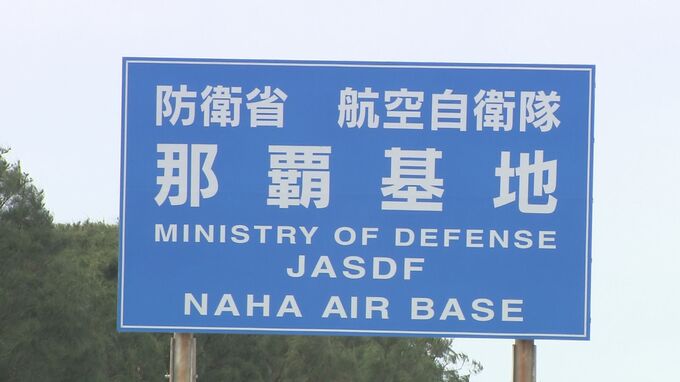 防衛省 航空自衛隊
那覇基地
MINISTRY OF DEFENSE
JASDF
NAHA AIR BASE